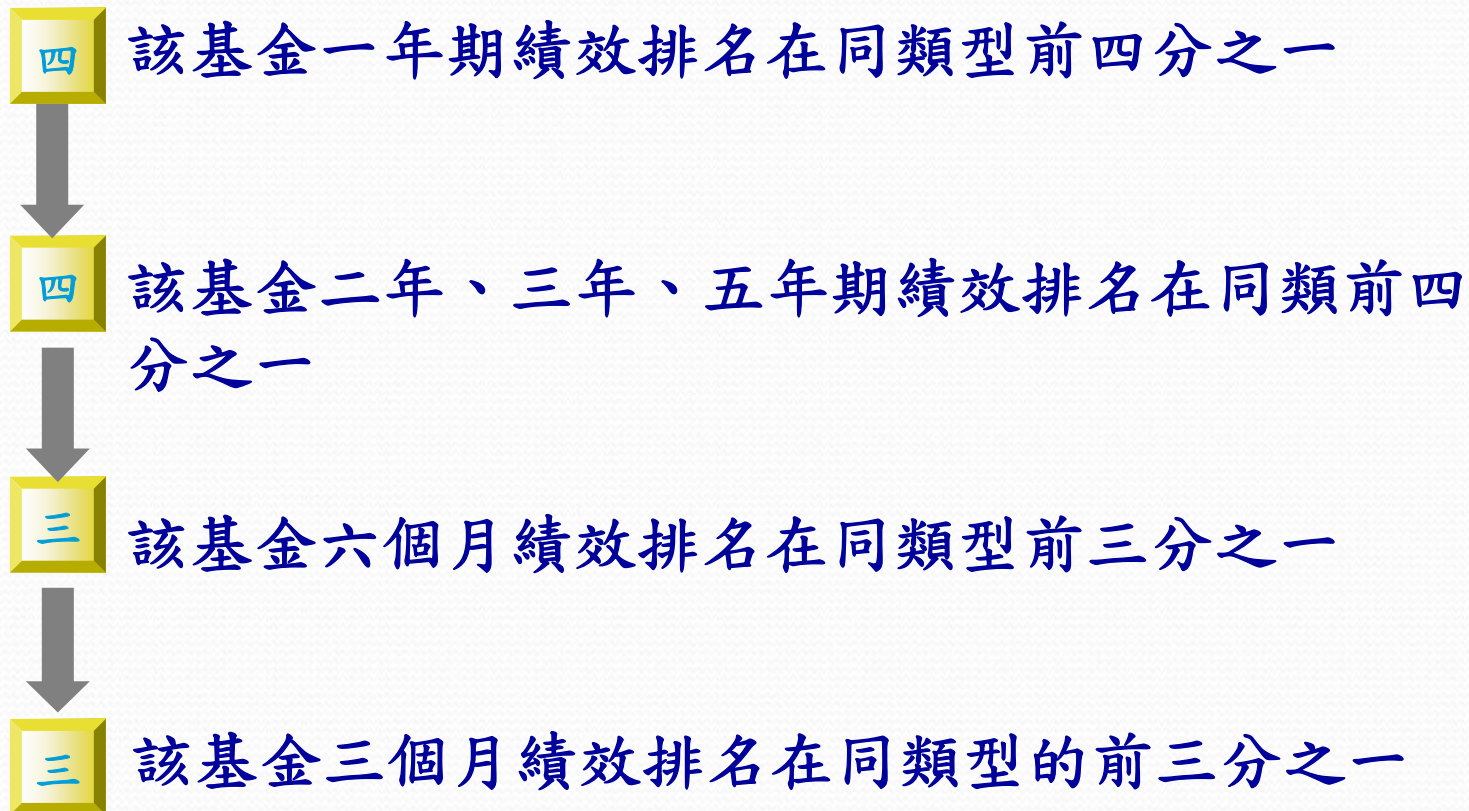 四
該基金一年期績效排名在同類型前四分之一
四
該基金二年、三年、五年期績效排名在同類前四
分之一
三
該基金六個月績效排名在同類型前三分之一
三
該基金三個月績效排名在同類型的前三分之一